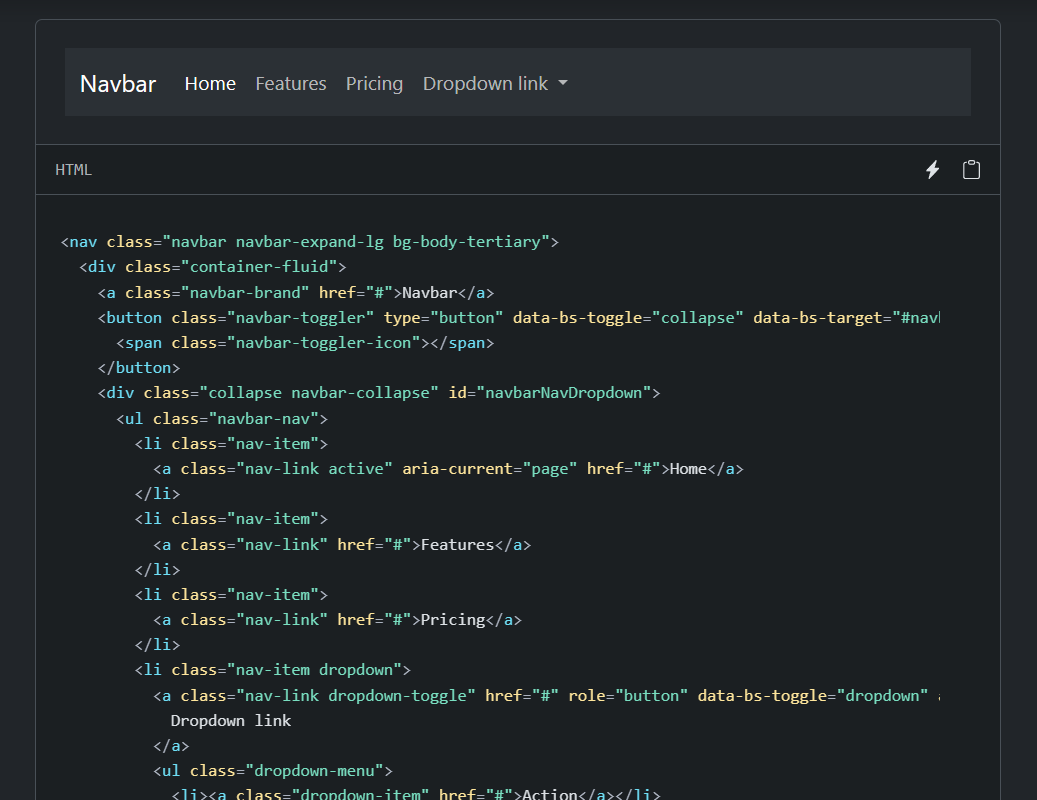 Navbar Home Features Pricing Dropdown link
HTML
<nav class="navbar navbar-expand-lg bg-body-tertiary">
<div class="container-fluid">
<a class="navbar-brand" href="#">Navbar</a>
<button class="navbar-toggler" type="button" data-bs-toggle="collapse" data-bs-target="#nav
<span class="navbar-toggler-icon"></span>
</button>
<div class="collapse navbar-collapse" id="navbarNavDropdown">
<ul class="navbar-nav">
<li class="nav-item">
<a class="nav-link active" aria-current="page" href="#">Home</a>
</li>
<li class="nav-item">
<a class="nav-link" href="#">Features</a>
</li>
<li class="nav-item">
<a class="nav-link" href="#">Pricing</a>
</li>
<li class="nav-item dropdown">
<a class="nav-link dropdown-toggle" href="#" role="button" data-bs-toggle="dropdown"
Dropdown link
</a>
<ul class="dropdown-menu">
<li><a class="dropdown-item" href="#">Action</a></li>